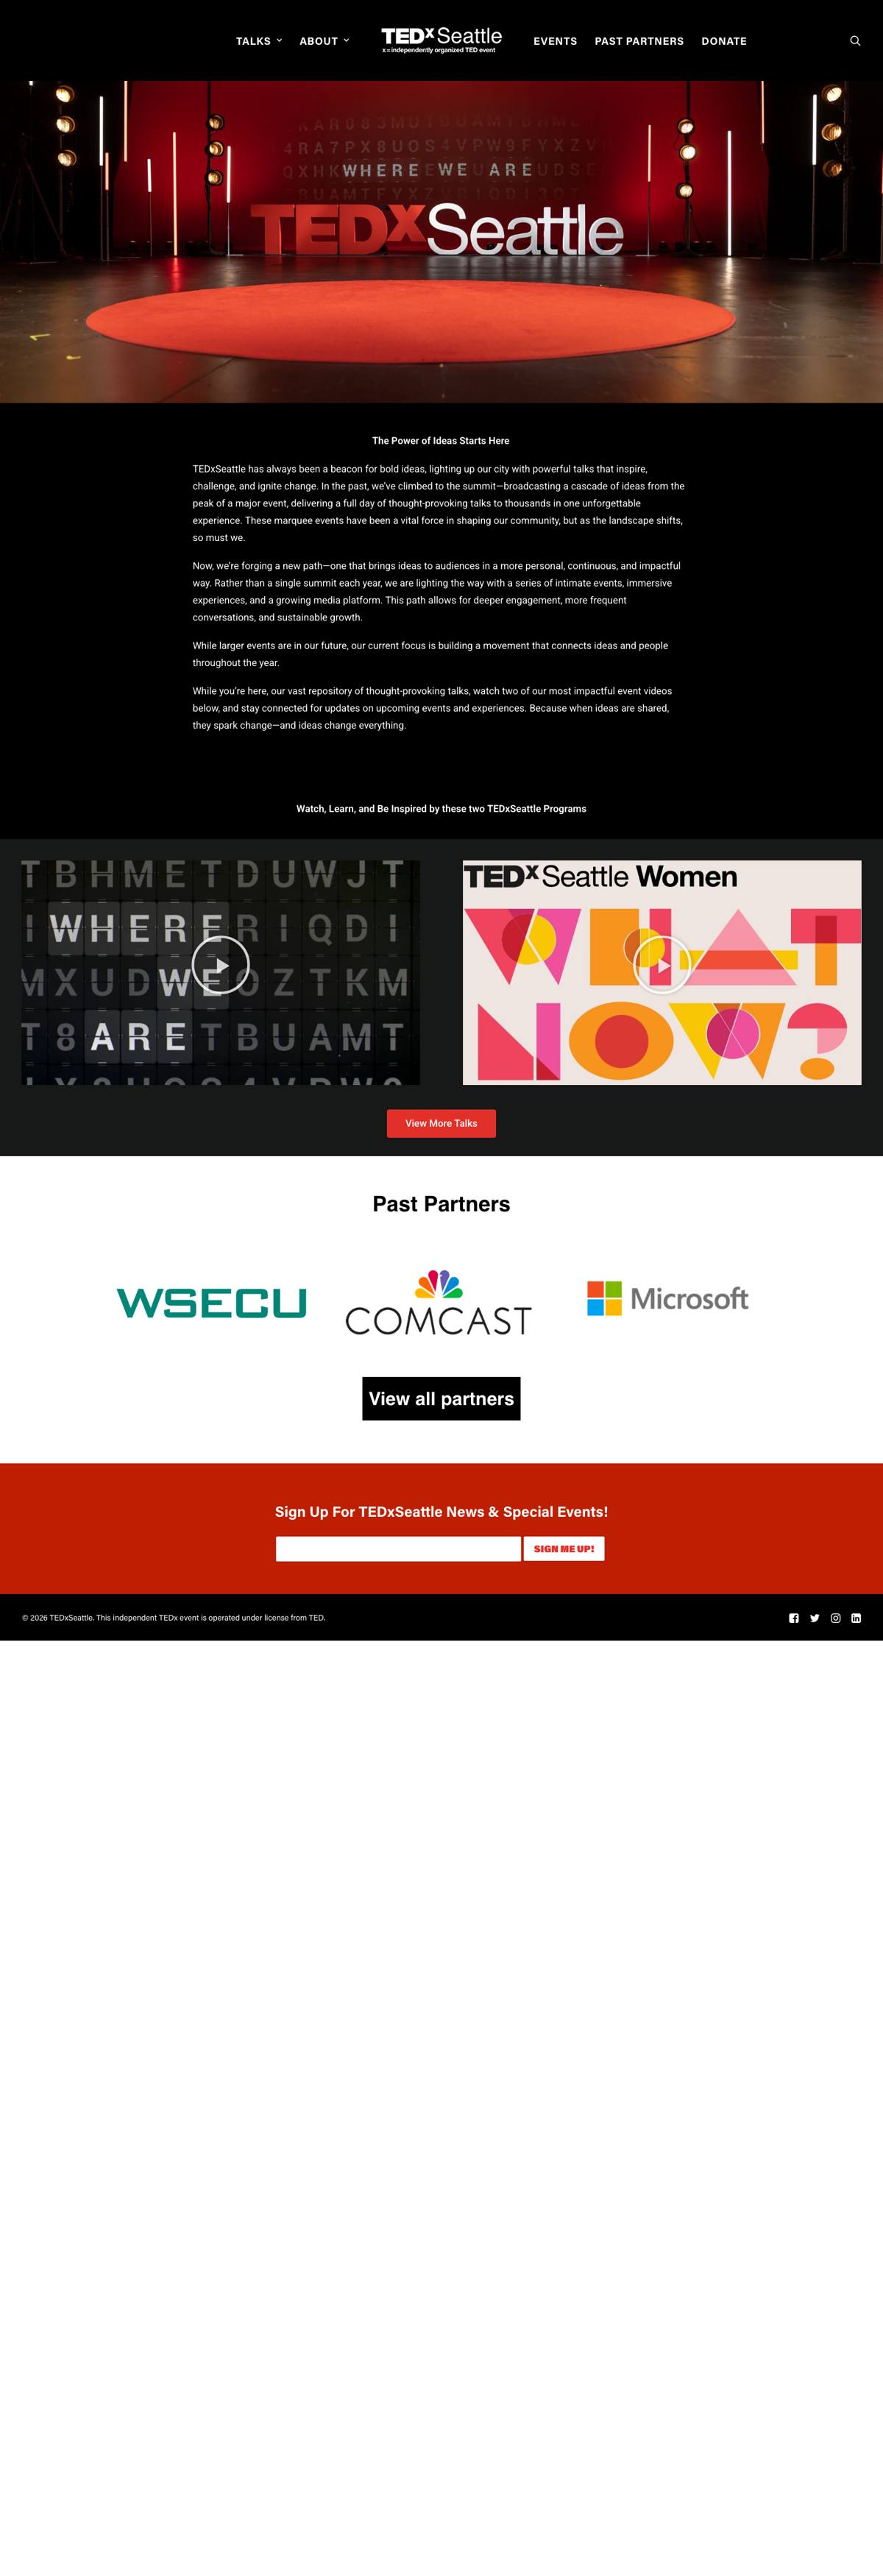 TALKS
ABOUT
TEDxSeattle
x = independently organized TED event
EVENTS
PAST PARTNERS
DONATE
WHERE WE ARE
TEDxSeattle
The Power of Ideas Starts Here
TEDxSeattle has always been a beacon for bold ideas, lighting up our city with powerful talks that inspire,
challenge, and ignite change. In the past, we’ve climbed to the summit—broadcasting a cascade of ideas from the
peak of a major event, delivering a full day of thought-provoking talks to thousands in one unforgettable
experience. These marquee events have been a vital force in shaping our community, but as the landscape shifts,
so must we.
Now, we’re forging a new path—one that brings ideas to audiences in a more personal, continuous, and impactful
way. Rather than a single summit each year, we are lighting the way with a series of intimate events, immersive
experiences, and a growing media platform. This path allows for deeper engagement, more frequent
conversations, and sustainable growth.
While larger events are in our future, our current focus is building a movement that connects ideas and people
throughout the year.
While you’re here, our vast repository of thought-provoking talks, watch two of our most impactful event videos
below, and stay connected for updates on upcoming events and experiences. Because when ideas are shared,
they spark change—and ideas change everything.
Watch, Learn, and Be Inspired by these two TEDxSeattle Programs
T B H M E T D U W J T
I WHERE R I Q D I
M X U D WE O Z T K M
T 8 ARE T B U A M T
TEDxSeattle Women
WHAT
NOW?
View More Talks
Past Partners
WSECU
COMCAST
Microsoft
View all partners
Sign Up For TEDxSeattle News & Special Events!
SIGN ME UP!
© 2026 TEDxSeattle. This independent TEDx event is operated under license from TED.